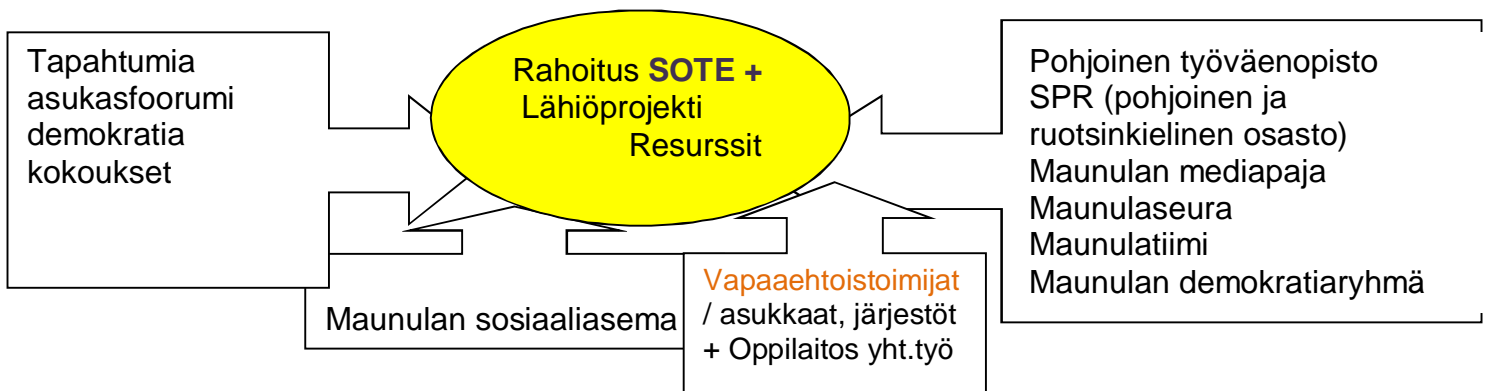 Tapahtumia
asukasfoorumi
demokratia
kokoukset
Rahoitus SOTE +
Lähiöprojekti
Resurssit
Pohjoinen työväenopisto
SPR (pohjoinen ja
ruotsinkielinen osasto)
Maunulan mediapaja
Maunulaseura
Maunulatiimi
Maunulan demokratiaryhmä
Maunulan sosiaaliasema
Vapaaehtoistoimijat
/ asukkaat, järjestöt
+ Oppilaitos yht.työ